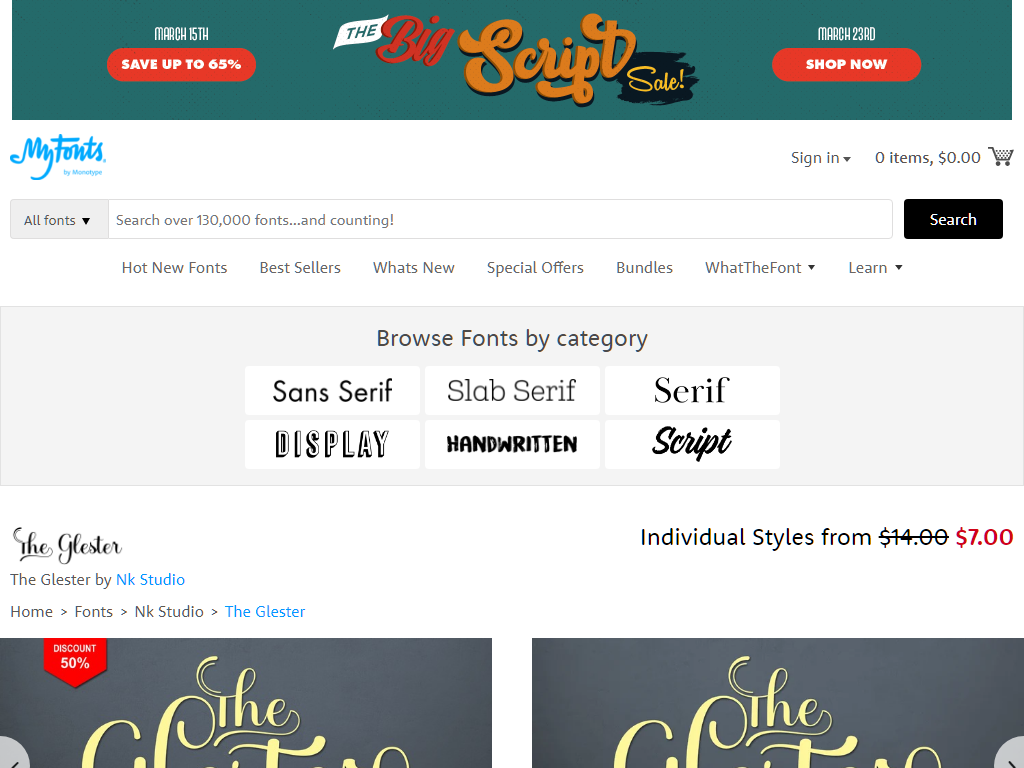 MARCH 15TH
SAVE UP TO 65%
THE Big Script Sale!
MARCH 23RD
SHOP NOW
MyFonts
by Monotype
Sign in
0 items, $0.00
All fonts ▼
Search over 130,000 fonts...and counting!
Search
Hot New Fonts
Best Sellers
Whats New
Special Offers
Bundles
WhatTheFont
Learn
Browse Fonts by category
Sans Serif
Slab Serif
Serif
DISPLAY
HANDWRITTEN
Script
The Glester
Individual Styles from $14.00 $7.00
The Glester by Nk Studio
Home > Fonts > Nk Studio > The Glester
DISCOUNT
50%
The
Glester
The
Glester